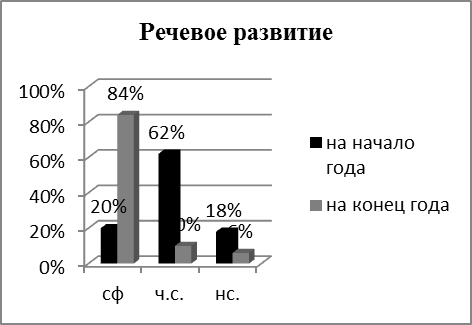 Речевое развитие
100%
80%
60%
40%
20%
0%
20%
84%
62%
18%
6%
сф
ч.с.
нс.
на начало
года
на конец года